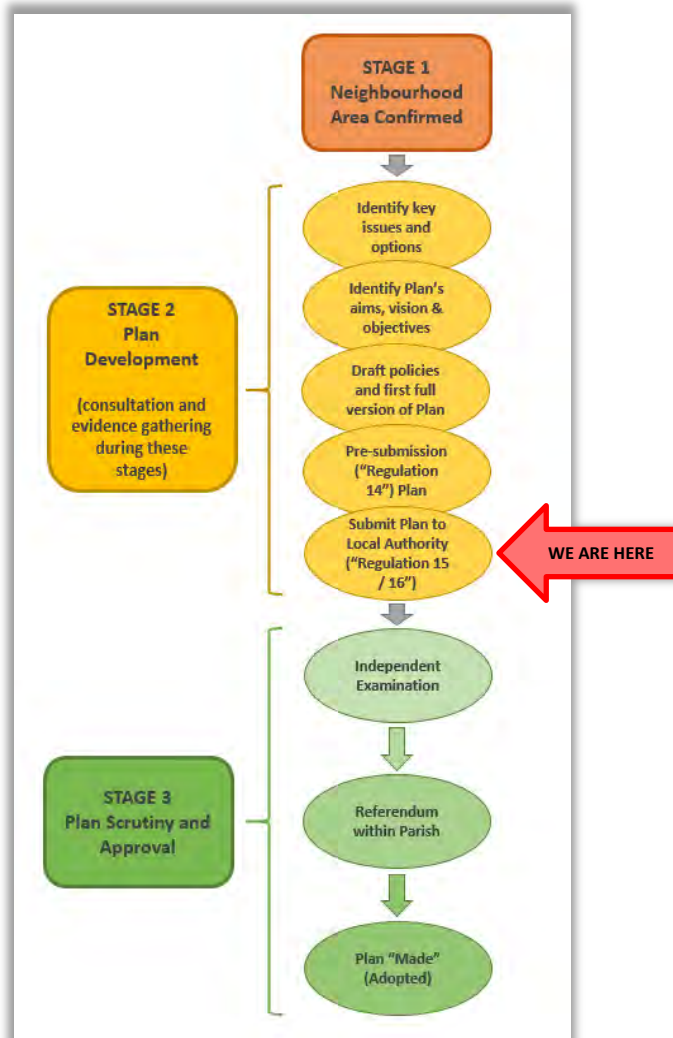 STAGE 1
Neighbourhood
Area Confirmed
Identify key
issues and
options
Identify Plan's
aims, vision &
objectives
STAGE 2
Plan
Development
(consultation and
evidence gathering
during these
stages)
Draft policies
and first full
version of Plan
Pre-submission
("Regulation
14") Plan
Submit Plan to
Local Authority
("Regulation 15
/ 16")
WE ARE HERE
Independent
Examination
STAGE 3
Plan Scrutiny and
Approval
Referendum
within Parish
Plan "Made"
(Adopted)